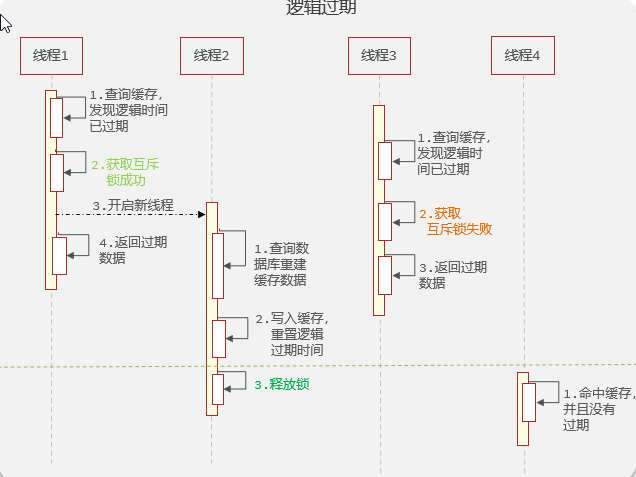 逻辑过期
线程1
线程2
线程3
线程4
1.查询缓存,
发现逻辑时间
已过期
2.获取互斥
锁成功
3.开启新线程
4.返回过期
数据
1.查询数
据库重建
缓存数据
2.写入缓存,
重置逻辑
过期时间
3.释放锁
1.查询缓存,
发现逻辑时
间已过期
2.获取
互斥锁失败
3.返回过期
数据
1.命中缓存,
并且没有
过期